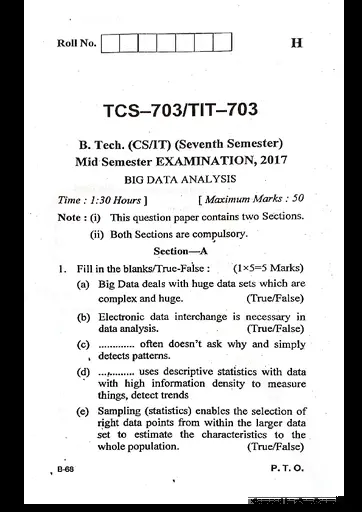 Roll No.
H
TCS–703/TIT–703
B. Tech. (CS/IT) (Seventh Semester)
Mid Semester EXAMINATION, 2017
BIG DATA ANALYSIS
Time : 1:30 Hours ] [ Maximum Marks : 50
Note : (i) This question paper contains two Sections.
(ii) Both Sections are compulsory.
Section—A
1. Fill in the blanks/True-False : (1×5=5 Marks)
(a) Big Data deals with huge data sets which are
complex and huge. (True/False)
(b) Electronic data interchange is necessary in
data analysis. (True/False)
(c) ............. often doesn't ask why and simply
detects patterns.
(d) ............. uses descriptive statistics with data
with high information density to measure
things, detect trends
(e) Sampling (statistics) enables the selection of
right data points from within the larger data
set to estimate the characteristics to the
whole population. (True/False)
B-68 P. T. O.